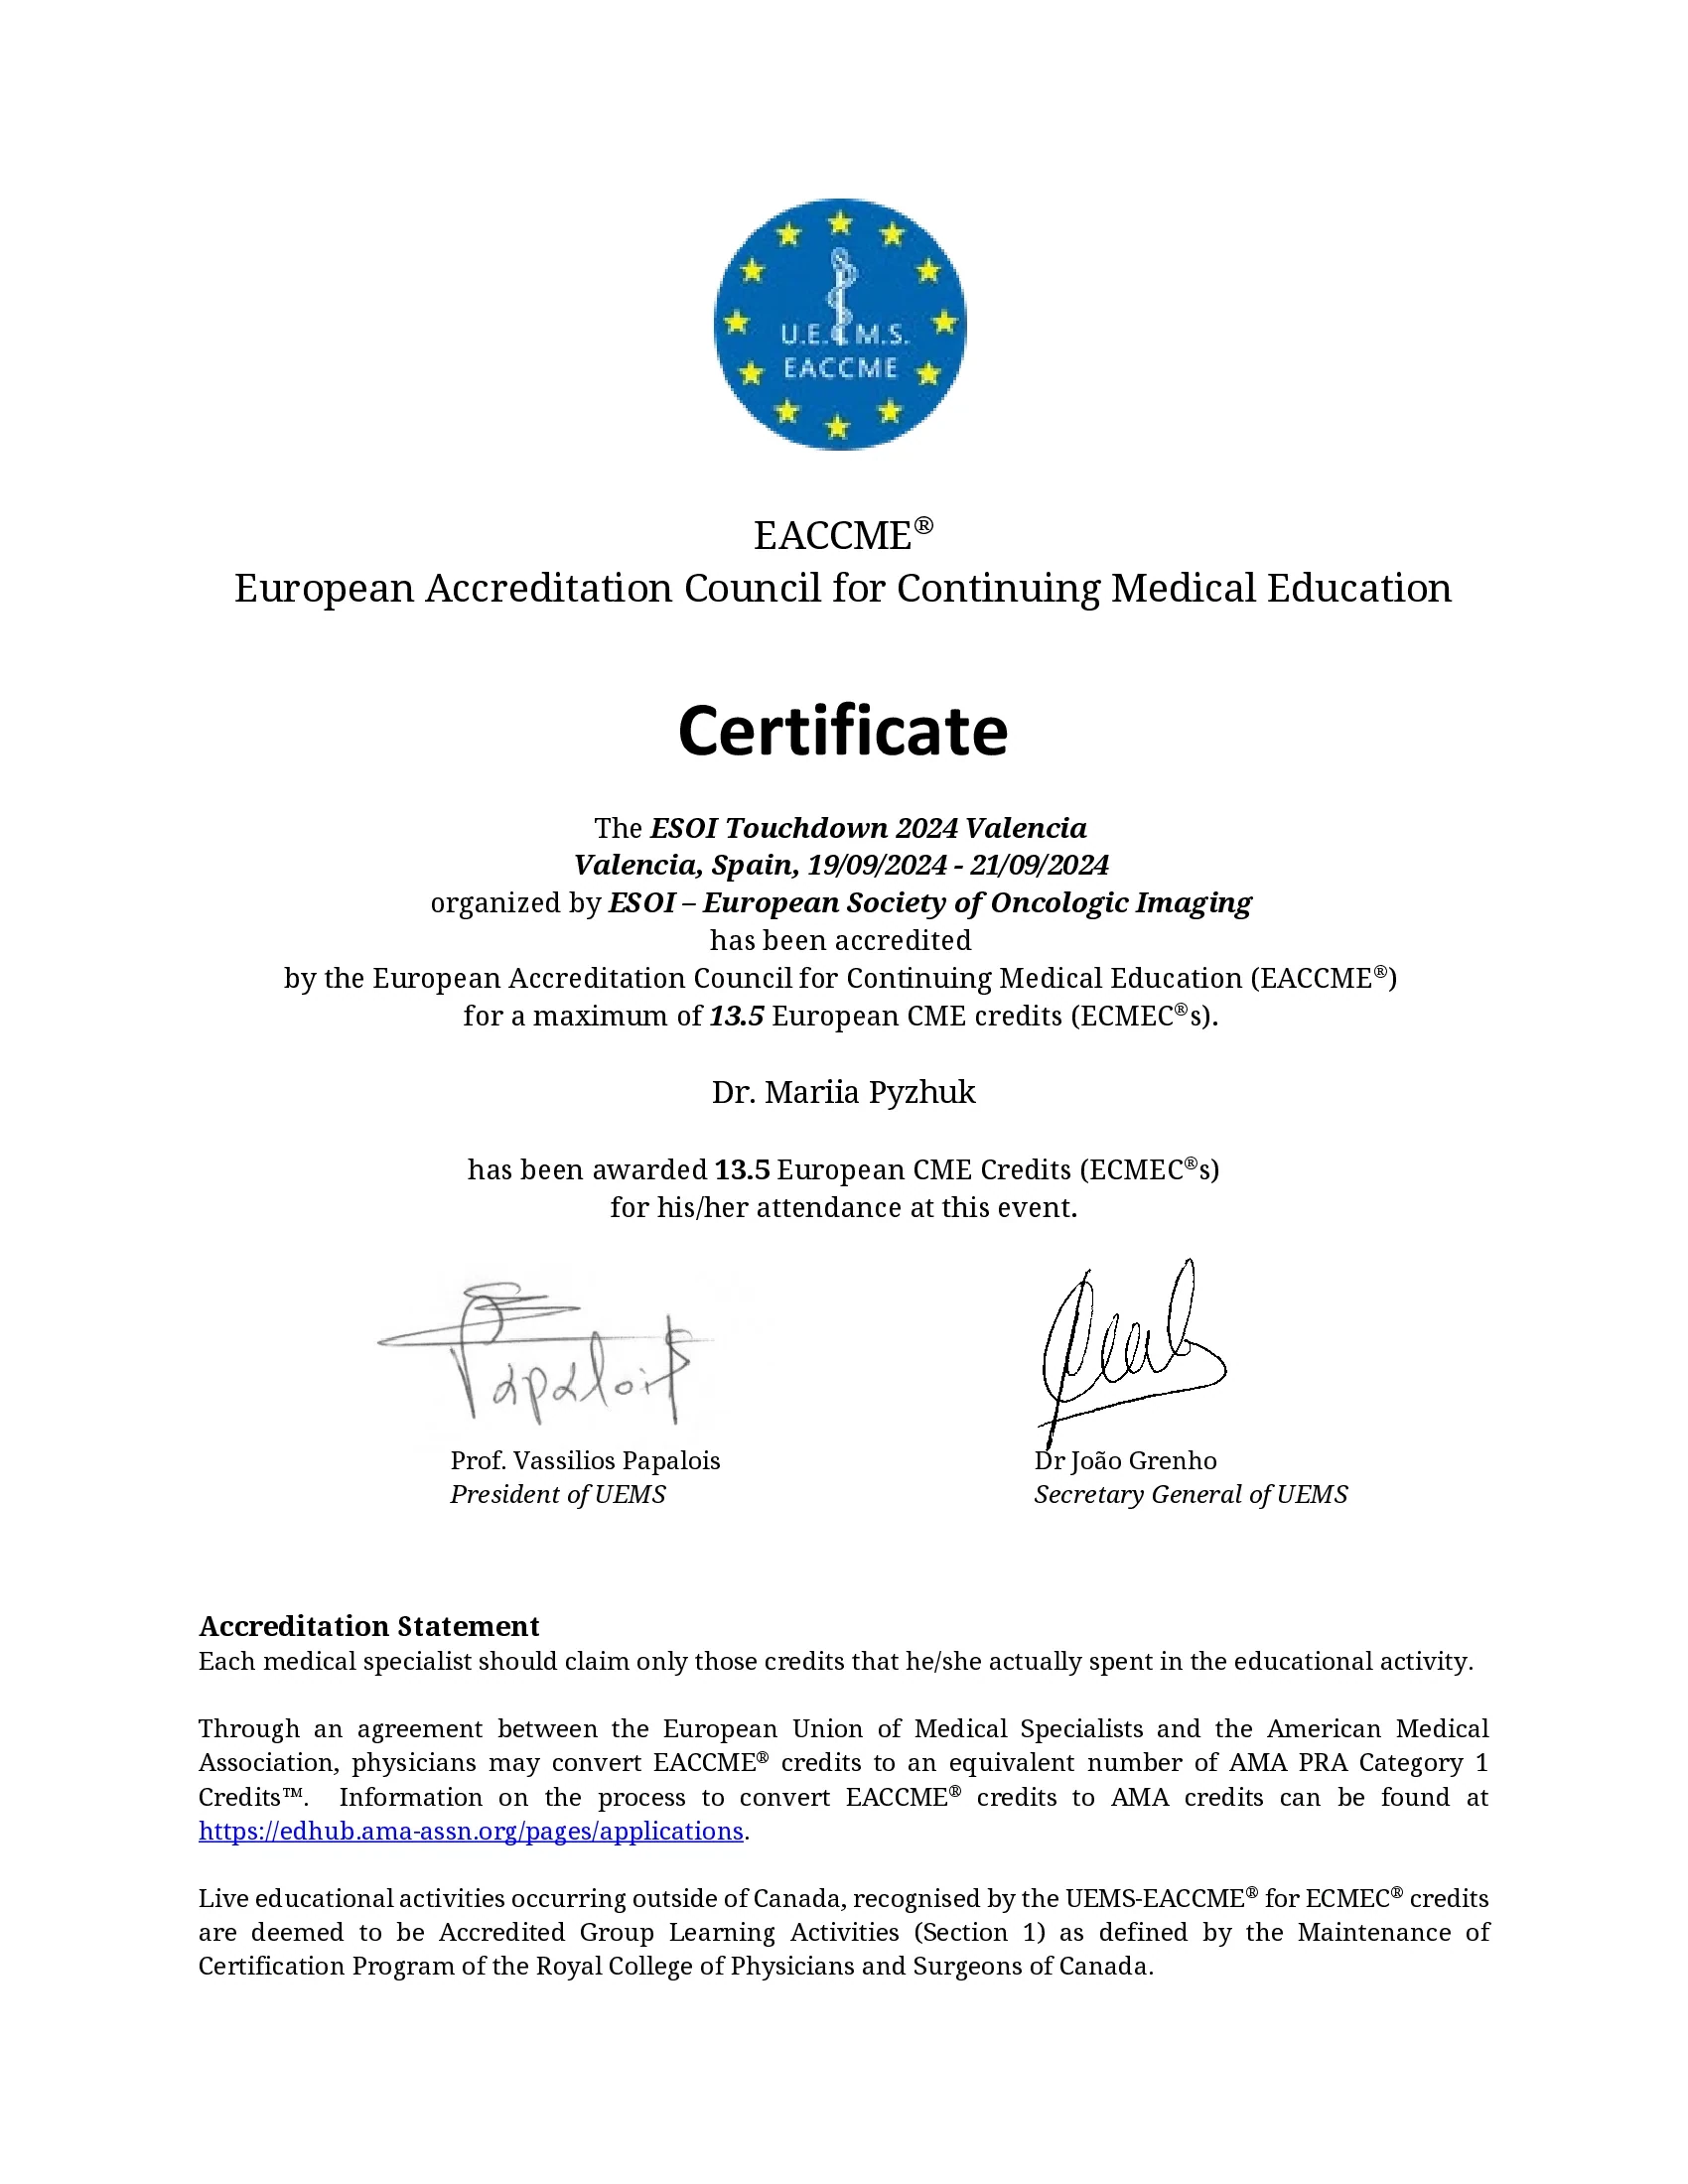 U.E.M.S.
EACCME
EACCME®
European Accreditation Council for Continuing Medical Education
Certificate
The ESOI Touchdown 2024 Valencia
Valencia, Spain, 19/09/2024 - 21/09/2024
organized by ESOI – European Society of Oncologic Imaging
has been accredited
by the European Accreditation Council for Continuing Medical Education (EACCME®)
for a maximum of 13.5 European CME credits (ECMEC®s).
Dr. Mariia Pyzhuk
has been awarded 13.5 European CME Credits (ECMEC®s)
for his/her attendance at this event.
Papalois
Prof. Vassilios Papalois
President of UEMS
Dr João Grenho
Secretary General of UEMS
Accreditation Statement
Each medical specialist should claim only those credits that he/she actually spent in the educational activity.
Through an agreement between the European Union of Medical Specialists and the American Medical
Association, physicians may convert EACCME® credits to an equivalent number of AMA PRA Category 1
Credits™. Information on the process to convert EACCME® credits to AMA credits can be found at
https://edhub.ama-assn.org/pages/applications.
Live educational activities occurring outside of Canada, recognised by the UEMS-EACCME® for ECMEC® credits
are deemed to be Accredited Group Learning Activities (Section 1) as defined by the Maintenance of
Certification Program of the Royal College of Physicians and Surgeons of Canada.